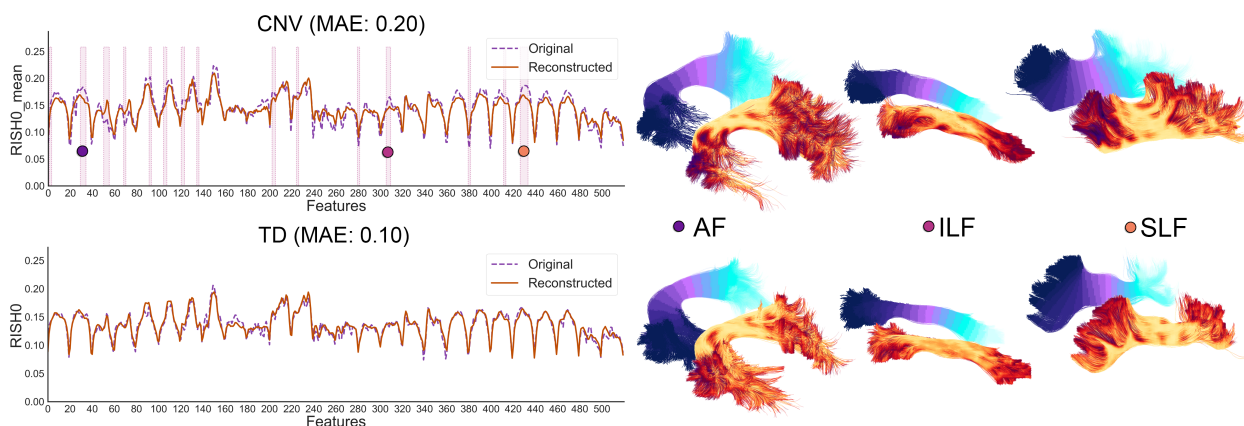 CNV (MAE: 0.20)
RISH0 mean
0.25
0.20
0.15
0.10
0.05
0.00
Original
Reconstructed
0 20 40 60 80 100 120 140 160 180 200 220 240 260 280 300 320 340 360 380 400 420 440 460 480 500
Features
AF
ILF
SLF
TD (MAE: 0.10)
RISH0
0.25
0.20
0.15
0.10
0.05
0.00
Original
Reconstructed
0 20 40 60 80 100 120 140 160 180 200 220 240 260 280 300 320 340 360 380 400 420 440 460 480 500
Features